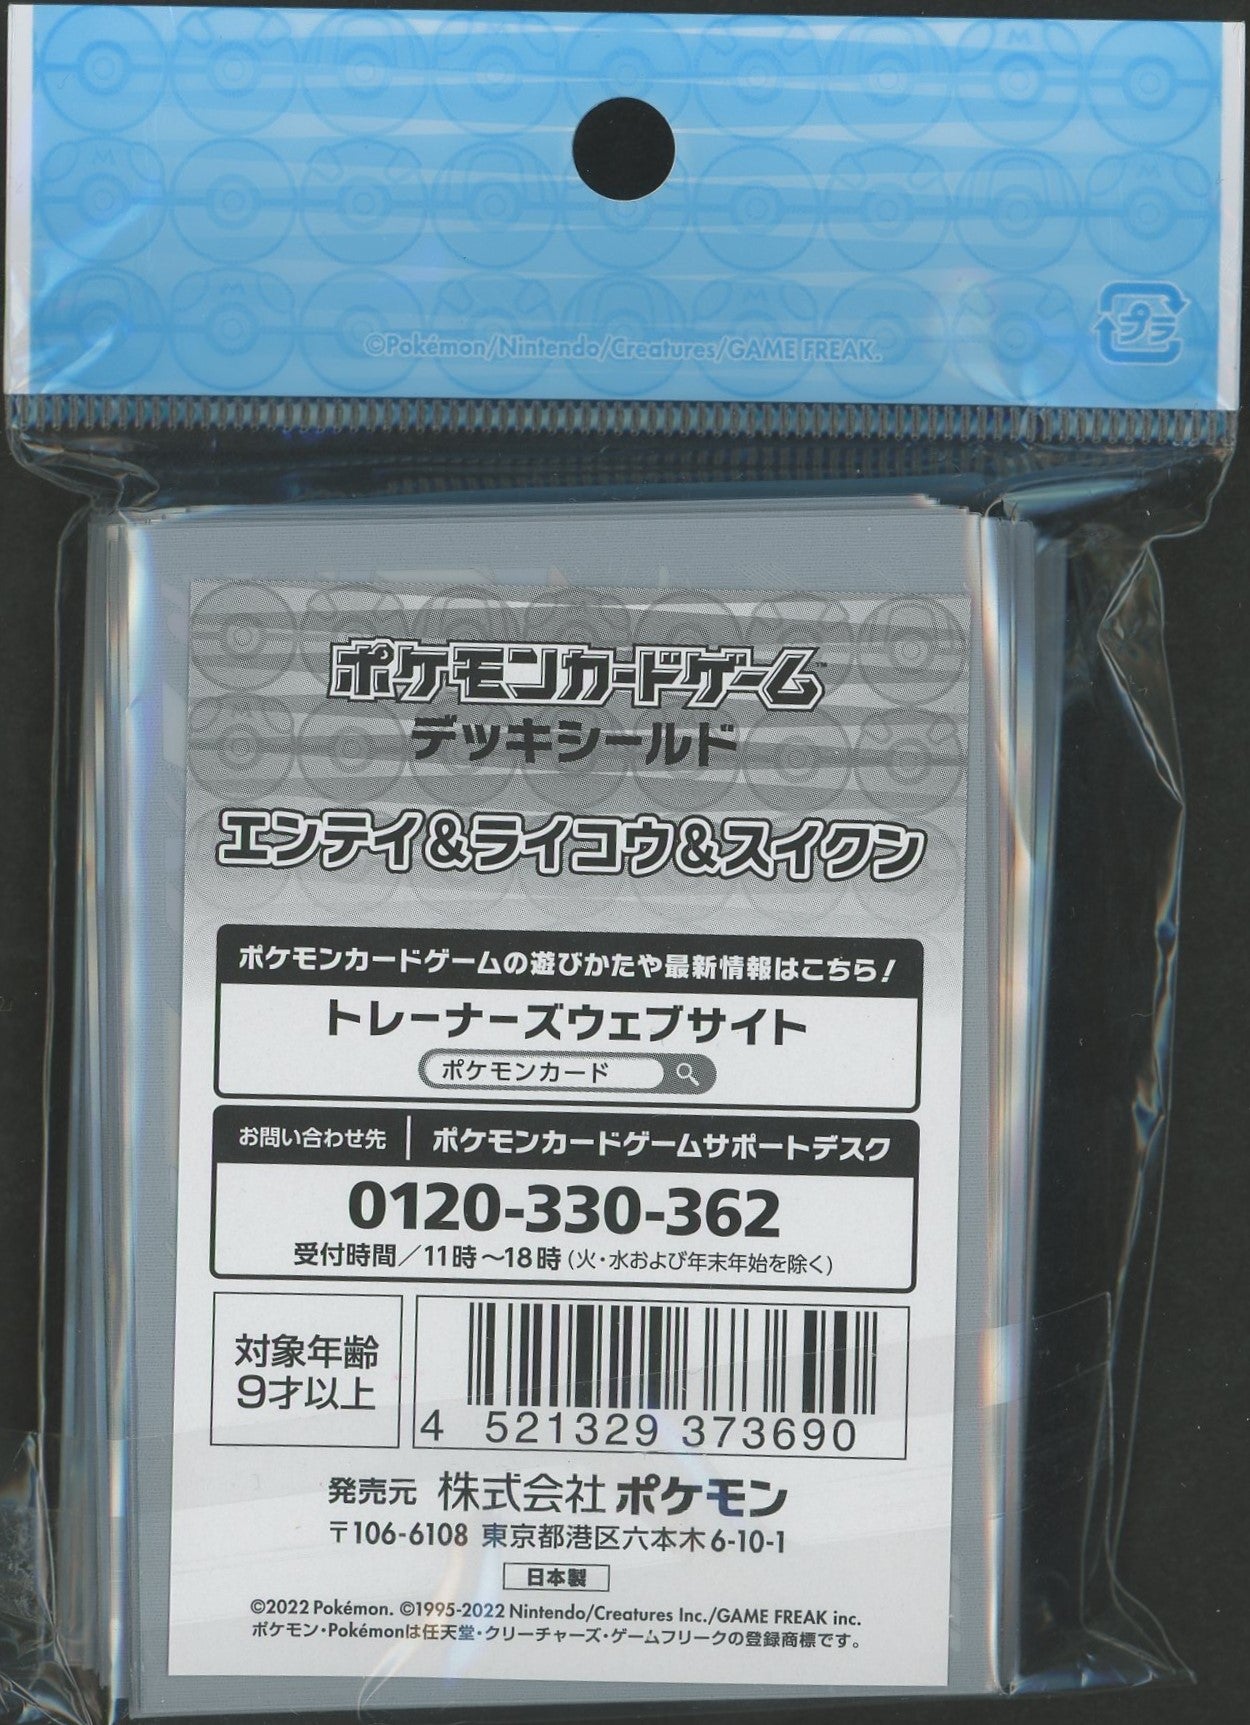 ©Pokémon/Nintendo/Creatures/GAME FREAK.
プラ
ポケモンカードゲーム™
デッキシールド
エンテイ&ライコウ&スイクン
ポケモンカードゲームの遊びかたや最新情報はこちら！
トレーナーズウェブサイト
ポケモンカード
お問い合わせ先 ポケモンカードゲームサポートデスク
0120-330-362
受付時間／11時〜18時(火・水および年末年始を除く)
対象年齢
9才以上
4 521329 373690
発売元 株式会社ポケモン
〒106-6108 東京都港区六本木6-10-1
日本製
©2022 Pokémon. ©1995-2022 Nintendo/Creatures Inc./GAME FREAK inc.
ポケモン・Pokémonは任天堂・クリーチャーズ・ゲームフリークの登録商標です。